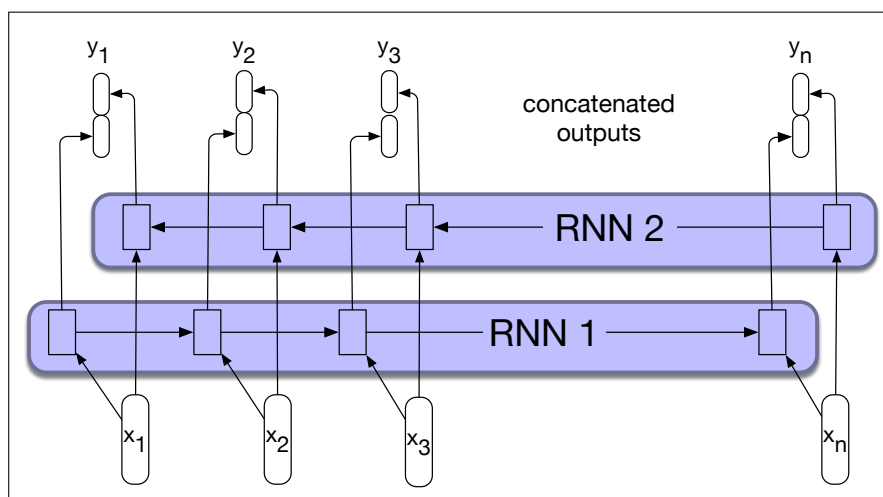 y1 y2 y3 yn
concatenated
outputs
RNN 2
RNN 1
x1 x2 x3 xn